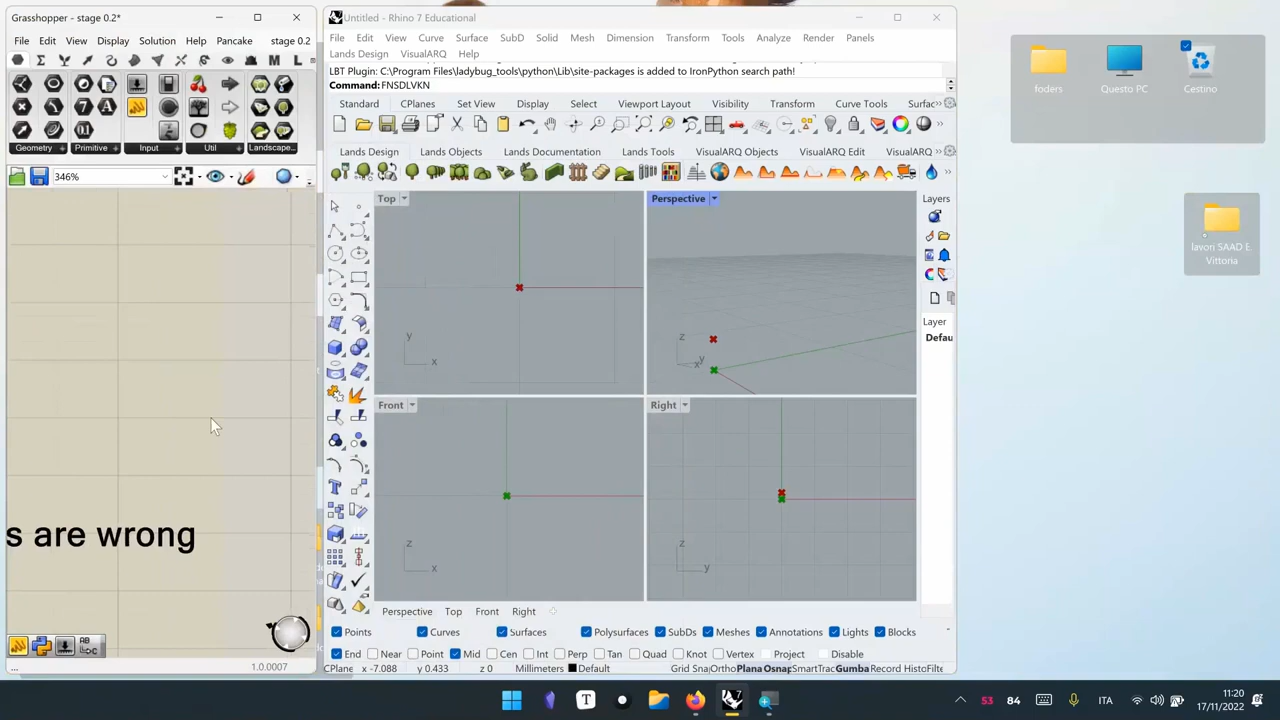 Grasshopper - stage 0.2*
File Edit View Display Solution Help Pancake stage 0.2
M L
Geometry Primitive Input Util Landscape...
346%
s are wrong
1.0.0007
Untitled - Rhino 7 Educational
File Edit View Curve Surface SubD Solid Mesh Dimension Transform Tools Analyze Render Panels
Lands Design VisualARQ Help
LBT Plugin: C:\Program Files\ladybug_tools\python\Lib\site-packages is added to IronPython search path!
Command: FNSDLVKN
Standard CPlanes Set View Display Select Viewport Layout Visibility Transform Curve Tools Surfac
Lands Design Lands Objects Lands Documentation Lands Tools VisualARQ Objects VisualARQ Edit VisualARQ
Top
Perspective
Layers
y
x
z
y
x
Layer
Defau
Front
Right
z
x
z
y
Perspective Top Front Right
Points Curves Surfaces Polysurfaces SubDs Meshes Annotations Lights Blocks
End Near Point Mid Cen Int Perp Tan Quad Knot Vertex Project Disable
CPlane x -7.088 y 0.433 z 0 Millimeters Default Grid Snap Ortho Plana Osnap SmartTrac Gumba Record Histo Filte
foders
Questo PC
Cestino
lavori SAAD E.
Vittoria
53 84 ITA
11:20
17/11/2022